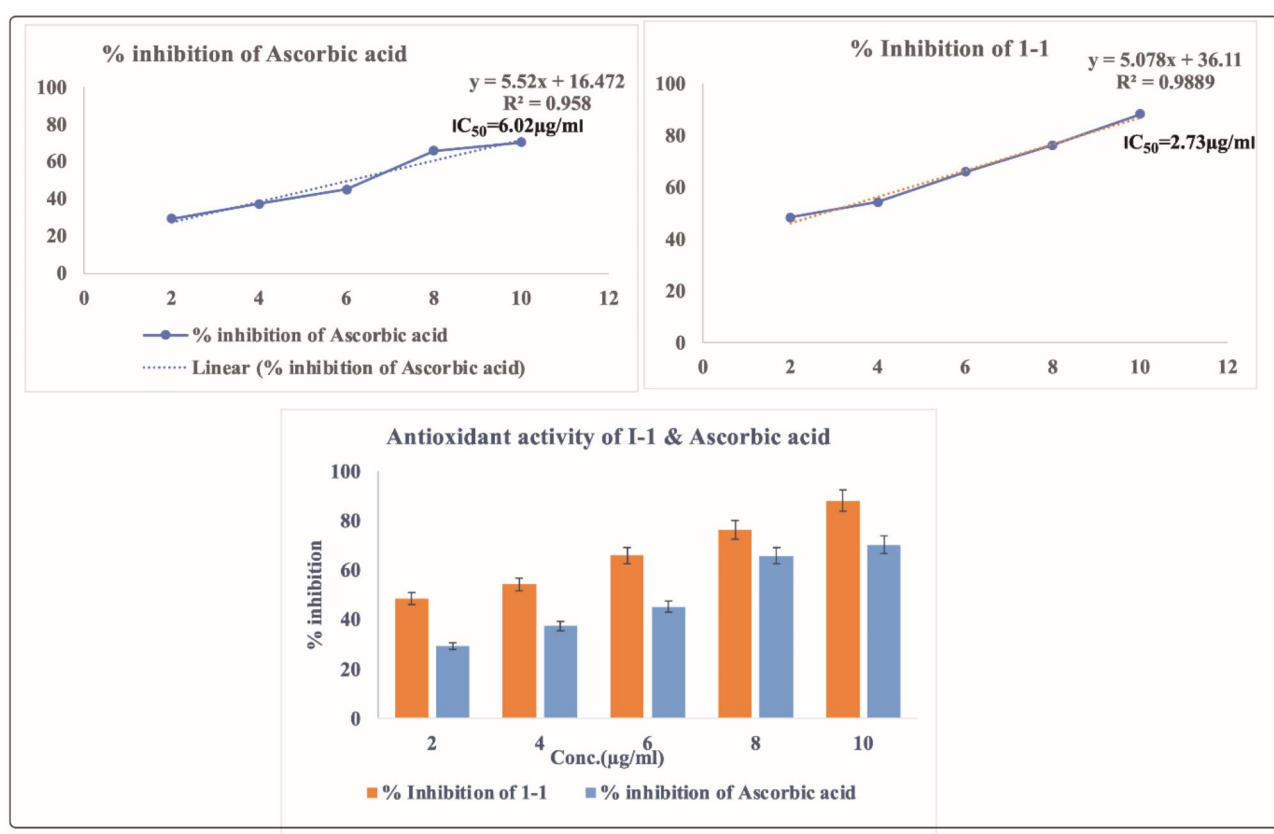 % inhibition of Ascorbic acid
y = 5.52x + 16.472
R² = 0.958
IC₅₀=6.02µg/ml
100
80
60
40
20
0
0 2 4 6 8 10 12
% inhibition of Ascorbic acid
Linear (% inhibition of Ascorbic acid)
% Inhibition of 1-1
y = 5.078x + 36.11
R² = 0.9889
IC₅₀=2.73µg/ml
100
80
60
40
20
0
0 2 4 6 8 10 12
Antioxidant activity of I-1 & Ascorbic acid
% inhibition
100
80
60
40
20
0
2 4 6 8 10
Conc.(µg/ml)
% Inhibition of 1-1 % inhibition of Ascorbic acid